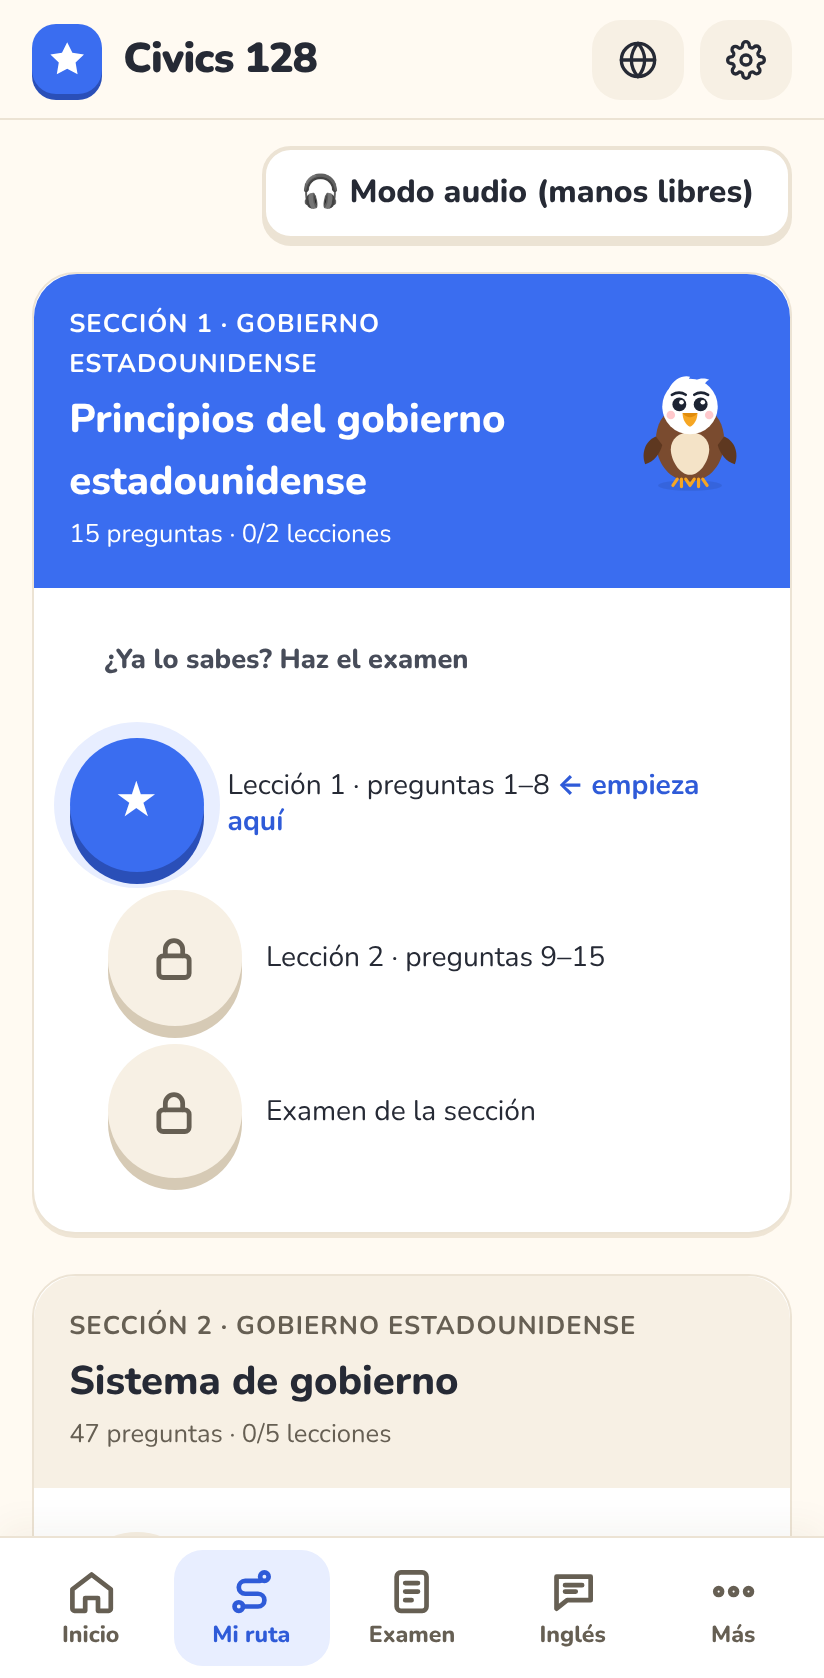 Civics 128
🎧 Modo audio (manos libres)
SECCIÓN 1 · GOBIERNO
ESTADOUNIDENSE
Principios del gobierno
estadounidense
15 preguntas · 0/2 lecciones
¿Ya lo sabes? Haz el examen
Lección 1 · preguntas 1–8 ← empieza
aquí
Lección 2 · preguntas 9–15
Examen de la sección
SECCIÓN 2 · GOBIERNO ESTADOUNIDENSE
Sistema de gobierno
47 preguntas · 0/5 lecciones
Inicio
Mi ruta
Examen
Inglés
Más